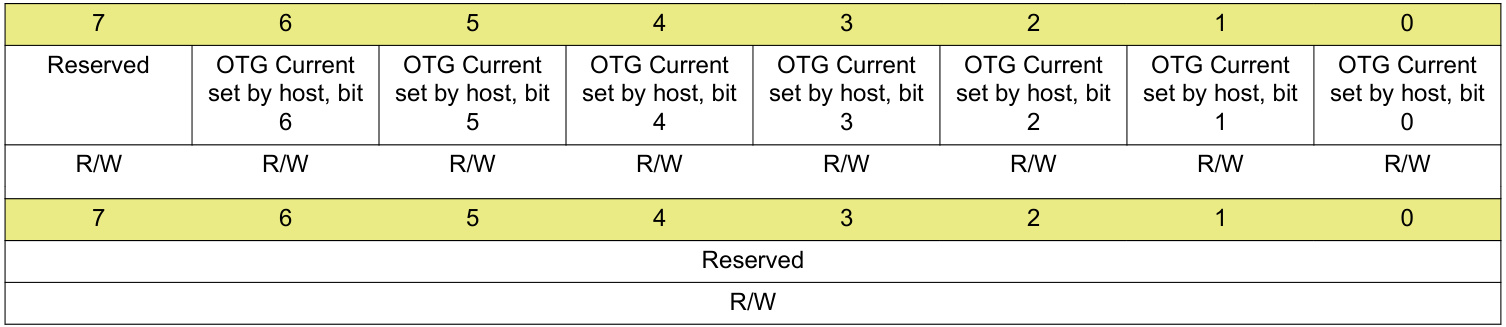 7 6 5 4 3 2 1 0
Reserved OTG Current OTG Current OTG Current OTG Current OTG Current OTG Current OTG Current
set by host, bit set by host, bit set by host, bit set by host, bit set by host, bit set by host, bit set by host, bit
6 5 4 3 2 1 0
R/W R/W R/W R/W R/W R/W R/W R/W
7 6 5 4 3 2 1 0
Reserved
R/W